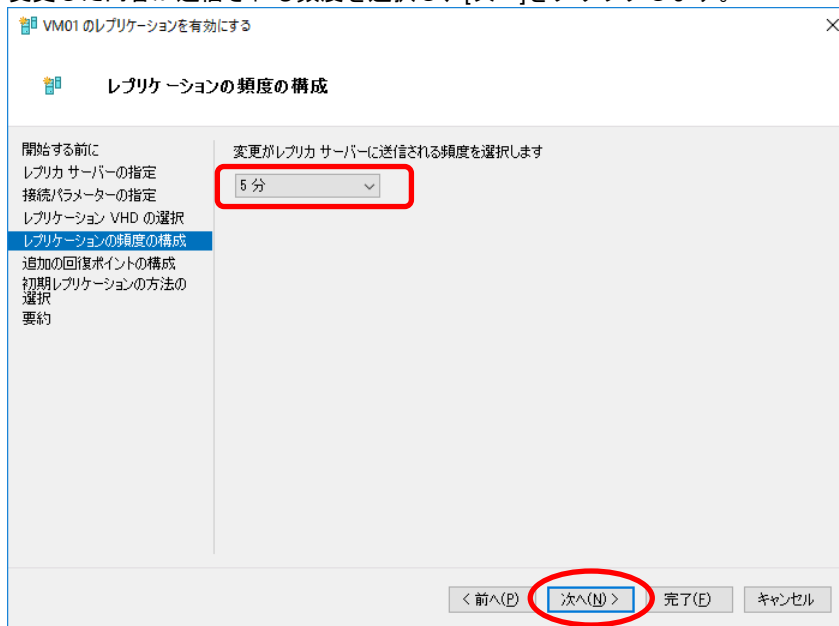 VM01 のレプリケーションを有効にする
レプリケーションの頻度の構成
開始する前に
レプリカ サーバーの指定
接続パラメーターの指定
レプリケーション VHD の選択
レプリケーションの頻度の構成
追加の回復ポイントの構成
初期レプリケーションの方法の
選択
要約
変更がレプリカ サーバーに送信される頻度を選択します
5 分
< 前へ(P)
次へ(N) >
完了(F)
キャンセル